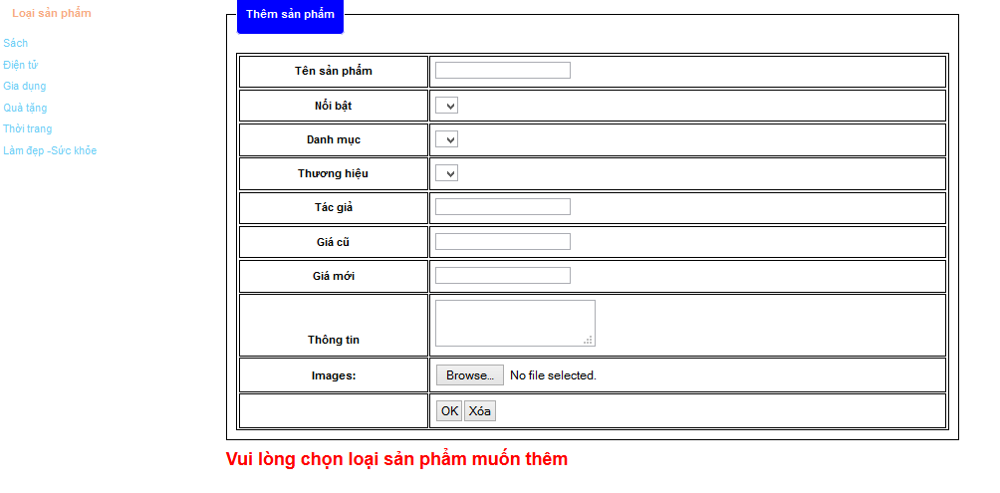 Loại sản phẩm
Sách
Điện tử
Gia dụng
Quà tặng
Thời trang
Làm đẹp -Sức khỏe
Thêm sản phẩm
Tên sản phẩm
Nổi bật
Danh mục
Thương hiệu
Tác giả
Giá cũ
Giá mới
Thông tin
Images:
Browse... No file selected.
OK Xóa
Vui lòng chọn loại sản phẩm muốn thêm